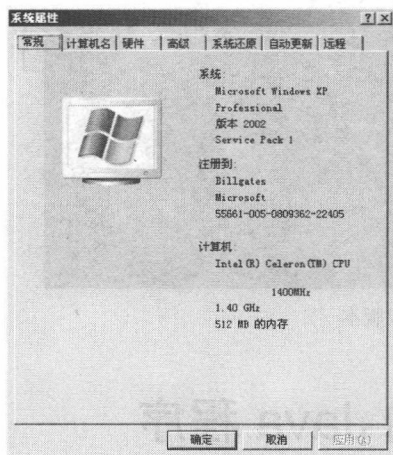 系统属性
常规 计算机名 硬件 高级 系统还原 自动更新 远程
系统:
Microsoft Windows XP
Professional
版本 2002
Service Pack 1
注册到:
Billgates
Microsoft
55661-005-0809362-22405
计算机:
Intel(R) Celeron(TM) CPU
1400MHz
1.40 GHz
512 MB 的内存
确定 取消 应用(A)